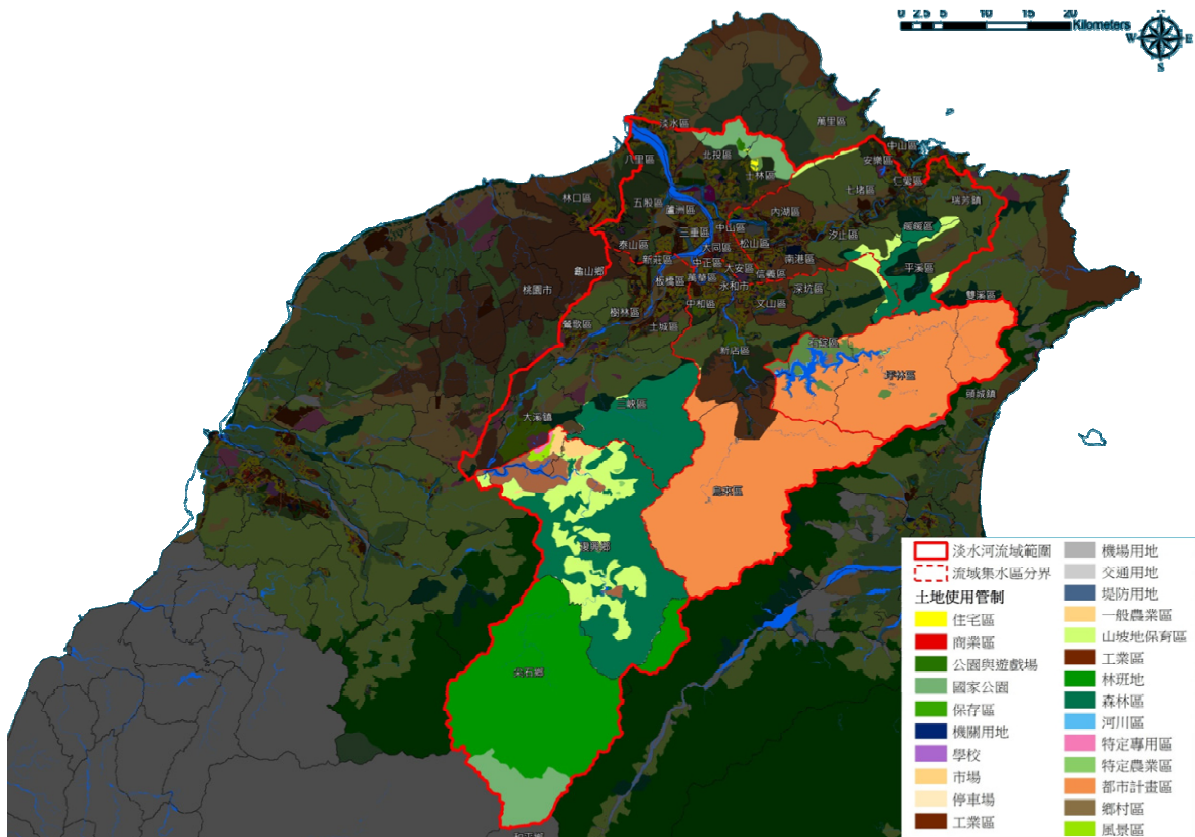 0 2.5 5 10 15 20
Kilometers
N
W E
S
淡水區
萬里區
中山區
八里區
北投區
安樂區
士林區
仁愛區
七堵區
林口區
五股區
蘆洲區
內湖區
瑞芳鎮
三重區
中山區
暖暖區
汐止區
泰山區
大同區
松山區
新莊區
中正區
南港區
平溪區
龜山鄉
大安區
信義區
萬華區
板橋區
永和市
深坑區
桃園市
雙溪區
中和區
文山區
樹林區
鶯歌區
土城區
石碇區
新店區
坪林區
頭城鎮
三峽區
大溪鎮
烏來區
復興鄉
尖石鄉
和平鄉
淡水河流域範圍
流域集水區分界
土地使用管制
住宅區
商業區
公園與遊戲場
國家公園
保存區
機關用地
學校
市場
停車場
工業區
機場用地
交通用地
堤防用地
一般農業區
山坡地保育區
工業區
林班地
森林區
河川區
特定專用區
特定農業區
都市計畫區
鄉村區
風景區